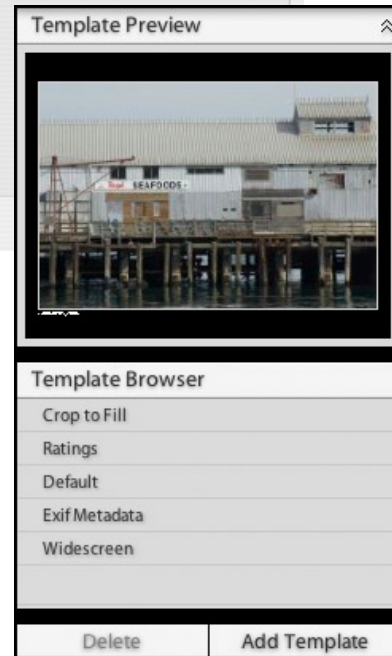 Template Preview
SEAFOODS
Template Browser
Crop to Fill
Ratings
Default
Exif Metadata
Widescreen
Delete
Add Template